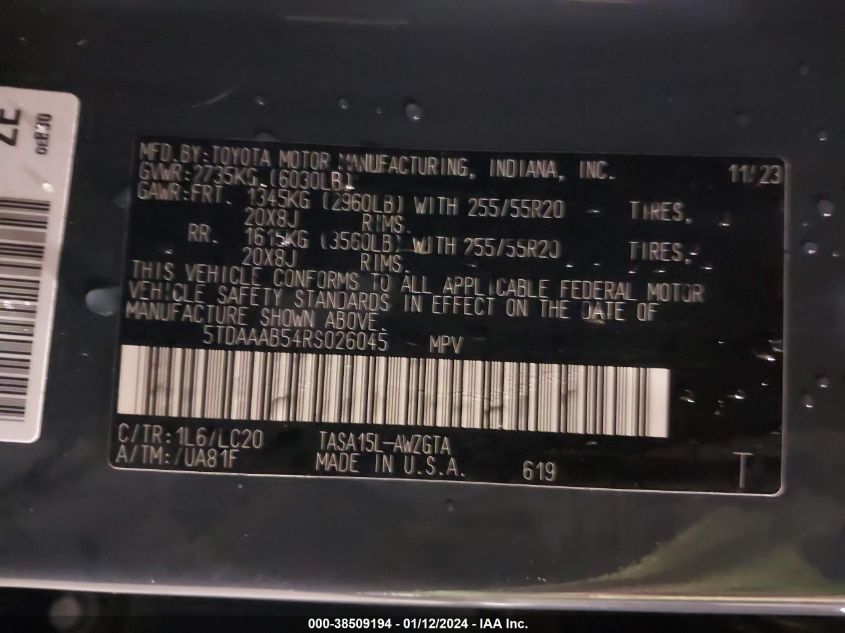 MFD.BY:TOYOTA MOTOR MANUFACTURING, INDIANA, INC. 11/23
GVWR:2735KG (6030LB)
GAWR:FRT. 1345KG (2960LB) WITH 255/55R20 TIRES,
20X8J RIMS.
RR. 1615KG (3560LB) WITH 255/55R20 TIRES,
20X8J RIMS.
THIS VEHICLE CONFORMS TO ALL APPLICABLE FEDERAL MOTOR
VEHICLE SAFETY STANDARDS IN EFFECT ON THE DATE OF
MANUFACTURE SHOWN ABOVE.
5TDAAAB54RS026045 MPV
C/TR:1L6/LC20 TASA15L-AWZGTA
A/TM:/UA81F MADE IN U.S.A. 619 T
000-38509194 - 01/12/2024 - IAA Inc.